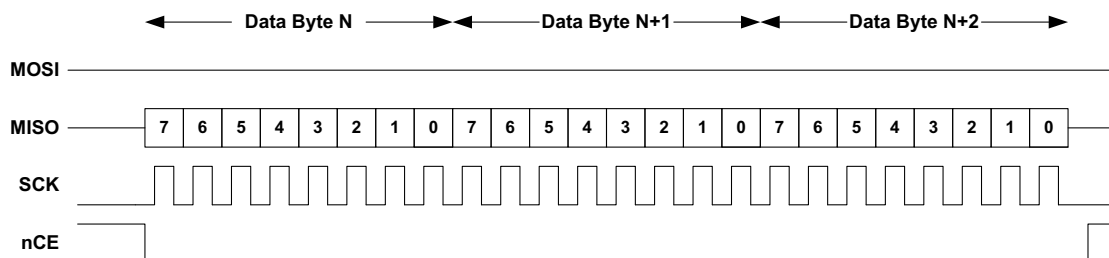 Data Byte N Data Byte N+1 Data Byte N+2
MOSI
MISO 7 6 5 4 3 2 1 0 7 6 5 4 3 2 1 0 7 6 5 4 3 2 1 0
SCK
nCE